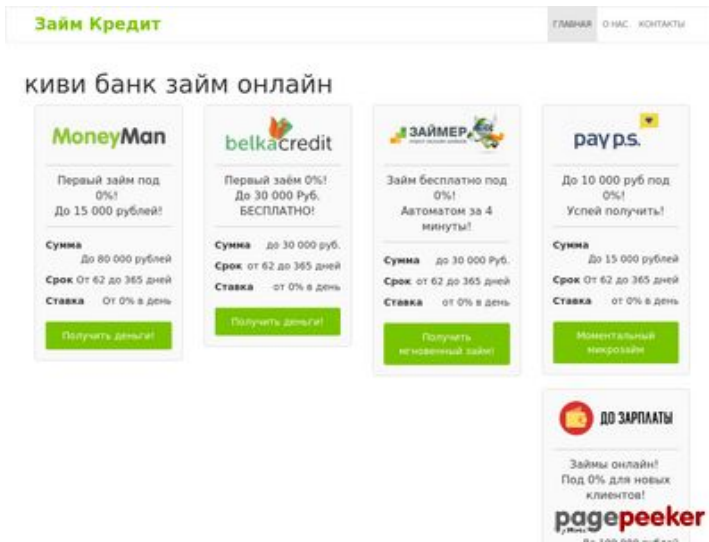 Займ Кредит
ГЛАВНАЯ О НАС КОНТАКТЫ
киви банк займ онлайн
MoneyMan
Первый займ под
0%!
До 15 000 рублей!
Сумма
До 80 000 рублей
Срок От 62 до 365 дней
Ставка От 0% в день
Получить деньги!
belkacredit
Первый заём 0%!
До 30 000 Руб.
БЕСПЛАТНО!
Сумма до 30 000 руб.
Срок от 62 до 365 дней
Ставка от 0% в день
Получить деньги!
ЗАЙМЕР
Займ бесплатно под
0%!
Автоматом за 4
минуты!
Сумма до 30 000 Руб.
Срок от 62 до 365 дней
Ставка от 0% в день
Получить
мгновенный займ!
pay p.s.
До 10 000 руб под
0%!
Успей получить!
Сумма
До 15 000 рублей
Срок От 62 до 365 дней
Ставка От 0% в день
Моментальный
микрозайм
ДО ЗАРПЛАТЫ
Займы онлайн!
Под 0% для новых
клиентов!
pagepeeker